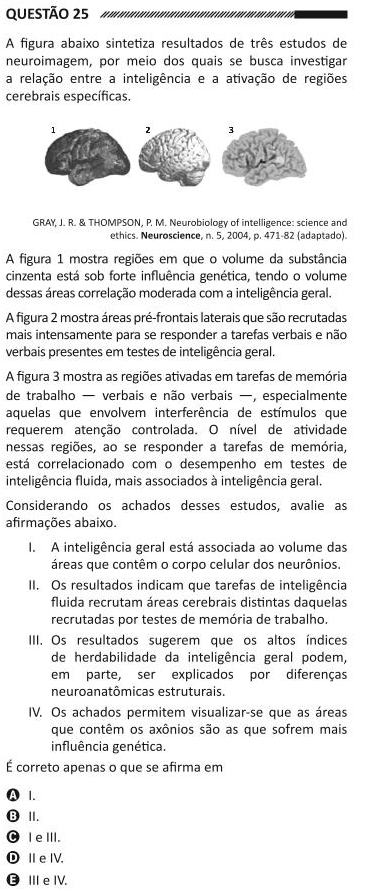 QUESTÃO 25
A figura abaixo sintetiza resultados de três estudos de
neuroimagem, por meio dos quais se busca investigar
a relação entre a inteligência e a ativação de regiões
cerebrais específicas.
1 2 3
GRAY, J. R. & THOMPSON, P. M. Neurobiology of intelligence: science and
ethics. Neuroscience, n. 5, 2004, p. 471-82 (adaptado).
A figura 1 mostra regiões em que o volume da substância
cinzenta está sob forte influência genética, tendo o volume
dessas áreas correlação moderada com a inteligência geral.
A figura 2 mostra áreas pré-frontais laterais que são recrutadas
mais intensamente para se responder a tarefas verbais e não
verbais presentes em testes de inteligência geral.
A figura 3 mostra as regiões ativadas em tarefas de memória
de trabalho — verbais e não verbais —, especialmente
aquelas que envolvem interferência de estímulos que
requerem atenção controlada. O nível de atividade
nessas regiões, ao se responder a tarefas de memória,
está correlacionado com o desempenho em testes de
inteligência fluida, mais associados à inteligência geral.
Considerando os achados desses estudos, avalie as
afirmações abaixo.
I. A inteligência geral está associada ao volume das
áreas que contêm o corpo celular dos neurônios.
II. Os resultados indicam que tarefas de inteligência
fluida recrutam áreas cerebrais distintas daquelas
recrutadas por testes de memória de trabalho.
III. Os resultados sugerem que os altos índices
de herdabilidade da inteligência geral podem,
em parte, ser explicados por diferenças
neuroanatômicas estruturais.
IV. Os achados permitem visualizar-se que as áreas
que contêm os axônios são as que sofrem mais
influência genética.
É correto apenas o que se afirma em
A I.
B II.
C I e III.
D II e IV.
E III e IV.